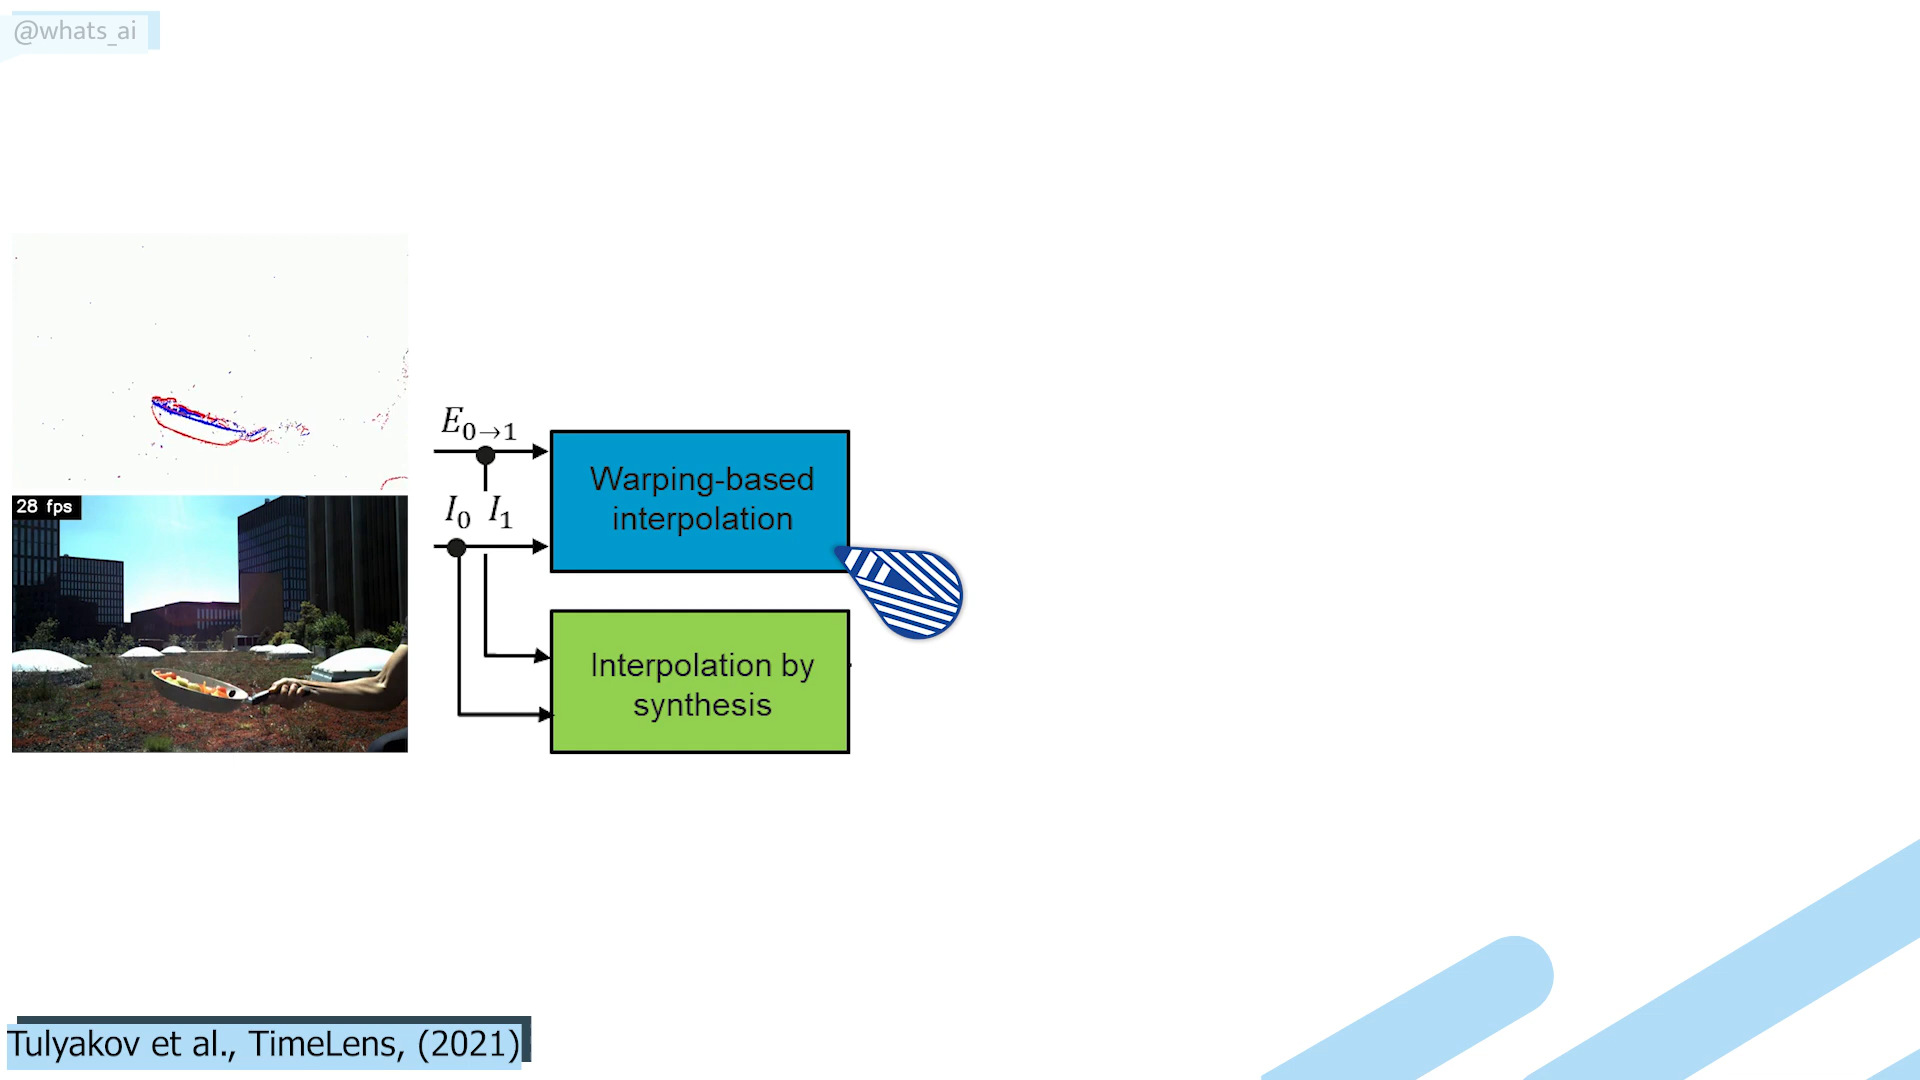 @whats_ai
E0→1
I0 I1
28 fps
Warping-based
interpolation
Interpolation by
synthesis
Tulyakov et al., TimeLens, (2021)